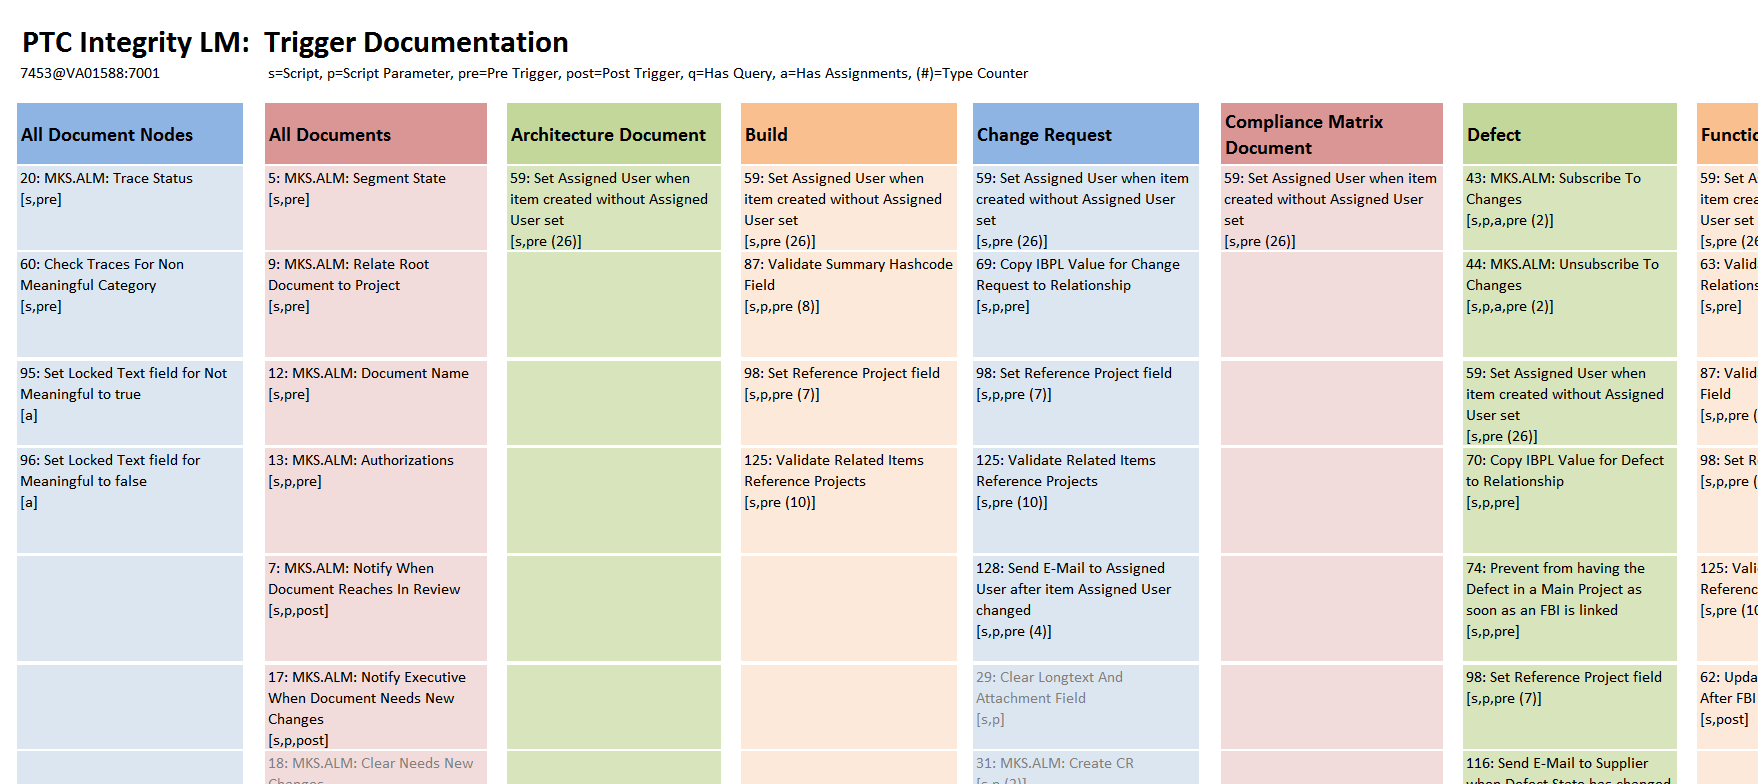 PTC Integrity LM:  Trigger Documentation
7453@VA01588:7001
s=Script, p=Script Parameter, pre=Pre Trigger, post=Post Trigger, q=Has Query, a=Has Assignments, (#)=Type Counter
All Document Nodes
20: MKS.ALM: Trace Status
[s,pre]
60: Check Traces For Non
Meaningful Category
[s,pre]
95: Set Locked Text field for Not
Meaningful to true
[a]
96: Set Locked Text field for
Meaningful to false
[a]
All Documents
5: MKS.ALM: Segment State
[s,pre]
9: MKS.ALM: Relate Root
Document to Project
[s,pre]
12: MKS.ALM: Document Name
[s,pre]
13: MKS.ALM: Authorizations
[s,p,pre]
7: MKS.ALM: Notify When
Document Reaches In Review
[s,p,post]
17: MKS.ALM: Notify Executive
When Document Needs New
Changes
[s,p,post]
18: MKS.ALM: Clear Needs New
Changes
Architecture Document
59: Set Assigned User when
item created without Assigned
User set
[s,pre (26)]
Build
59: Set Assigned User when
item created without Assigned
User set
[s,pre (26)]
87: Validate Summary Hashcode
Field
[s,p,pre (8)]
98: Set Reference Project field
[s,p,pre (7)]
125: Validate Related Items
Reference Projects
[s,pre (10)]
Change Request
59: Set Assigned User when item
created without Assigned User
set
[s,pre (26)]
69: Copy IBPL Value for Change
Request to Relationship
[s,p,pre]
98: Set Reference Project field
[s,p,pre (7)]
125: Validate Related Items
Reference Projects
[s,pre (10)]
128: Send E-Mail to Assigned
User after item Assigned User
changed
[s,p,pre (4)]
29: Clear Longtext And
Attachment Field
[s,p]
31: MKS.ALM: Create CR
[s,p (2)]
Compliance Matrix
Document
59: Set Assigned User when item
created without Assigned User
set
[s,pre (26)]
Defect
43: MKS.ALM: Subscribe To
Changes
[s,p,a,pre (2)]
44: MKS.ALM: Unsubscribe To
Changes
[s,p,a,pre (2)]
59: Set Assigned User when
item created without Assigned
User set
[s,pre (26)]
70: Copy IBPL Value for Defect
to Relationship
[s,p,pre]
74: Prevent from having the
Defect in a Main Project as
soon as an FBI is linked
[s,p,pre]
98: Set Reference Project field
[s,p,pre (7)]
116: Send E-Mail to Supplier
when Defect State has changed
Functio
59: Set A
item crea
User set
[s,pre (26
63: Valid
Relations
[s,pre]
87: Valid
Field
[s,p,pre (
98: Set R
[s,p,pre (
125: Vali
Referenc
[s,pre (10
62: Upda
After FBI
[s,post]